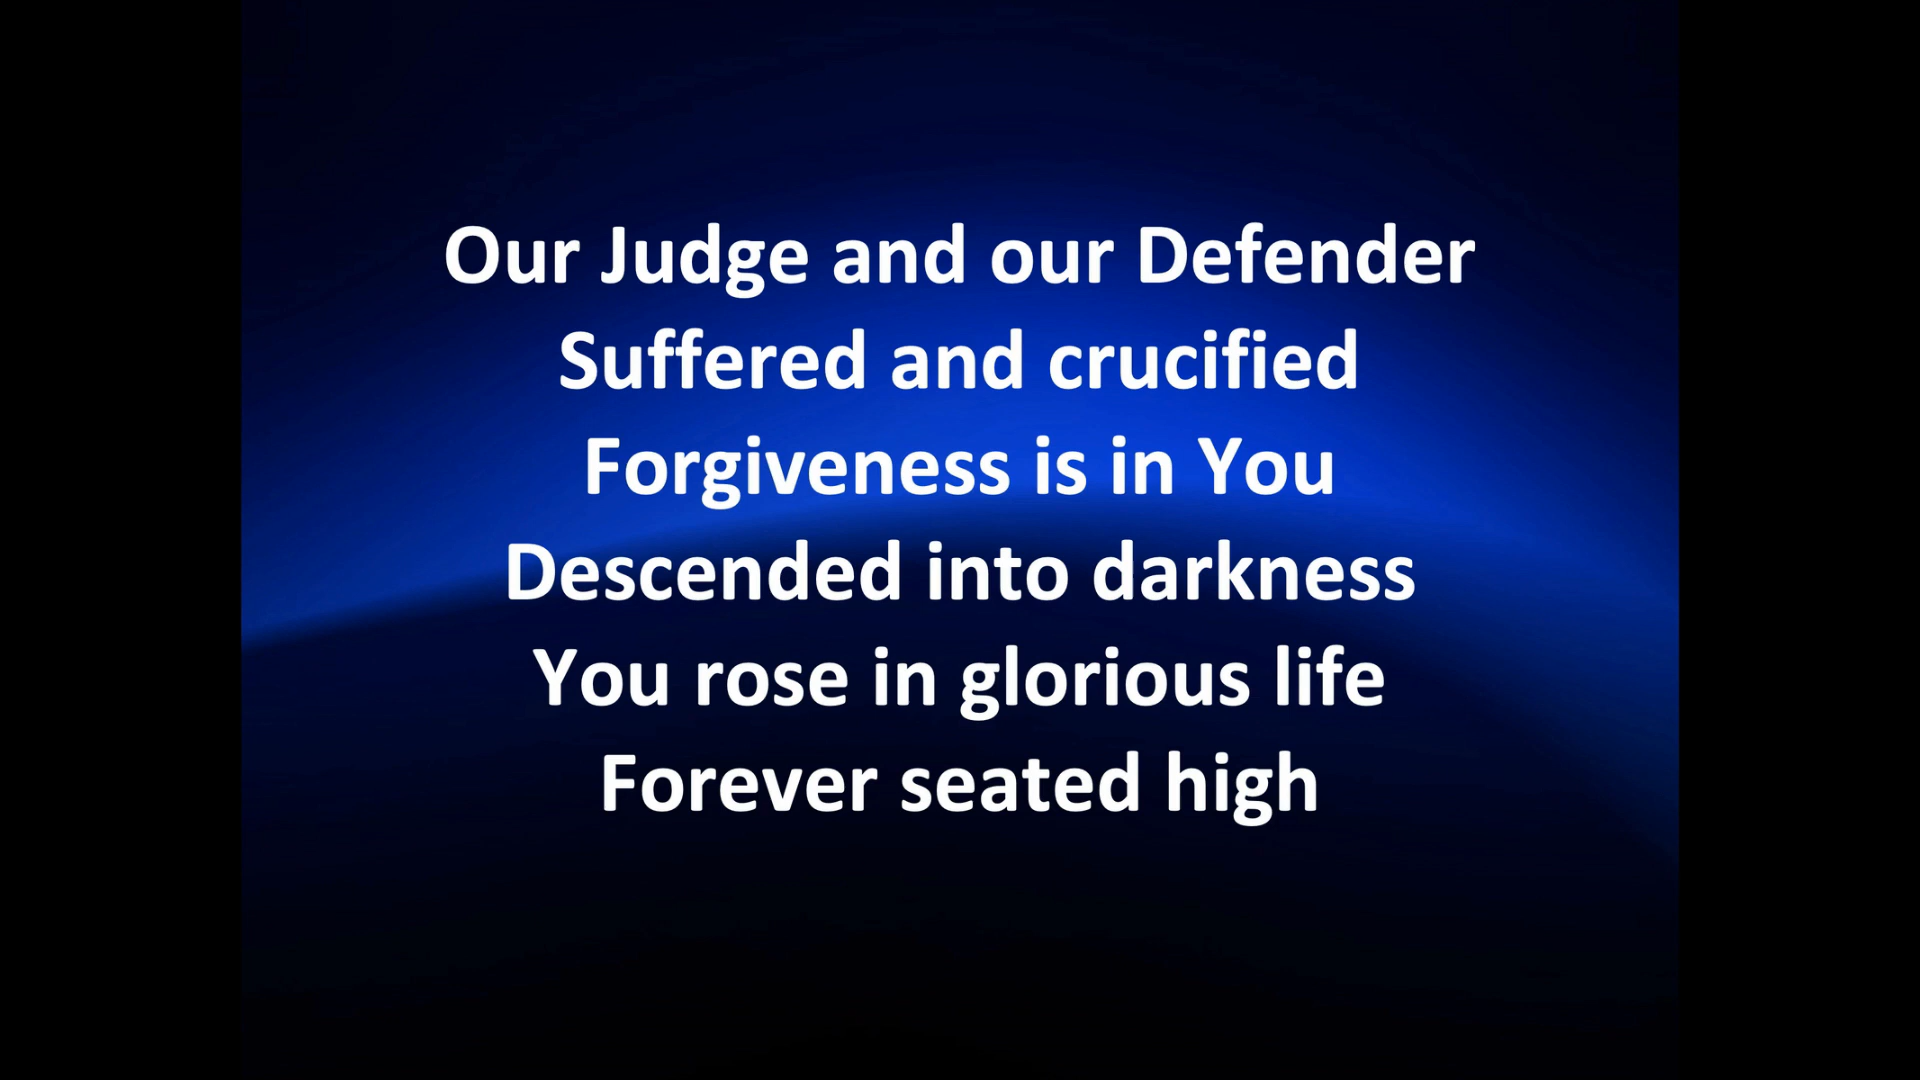 Our Judge and our Defender
Suffered and crucified
Forgiveness is in You
Descended into darkness
You rose in glorious life
Forever seated high